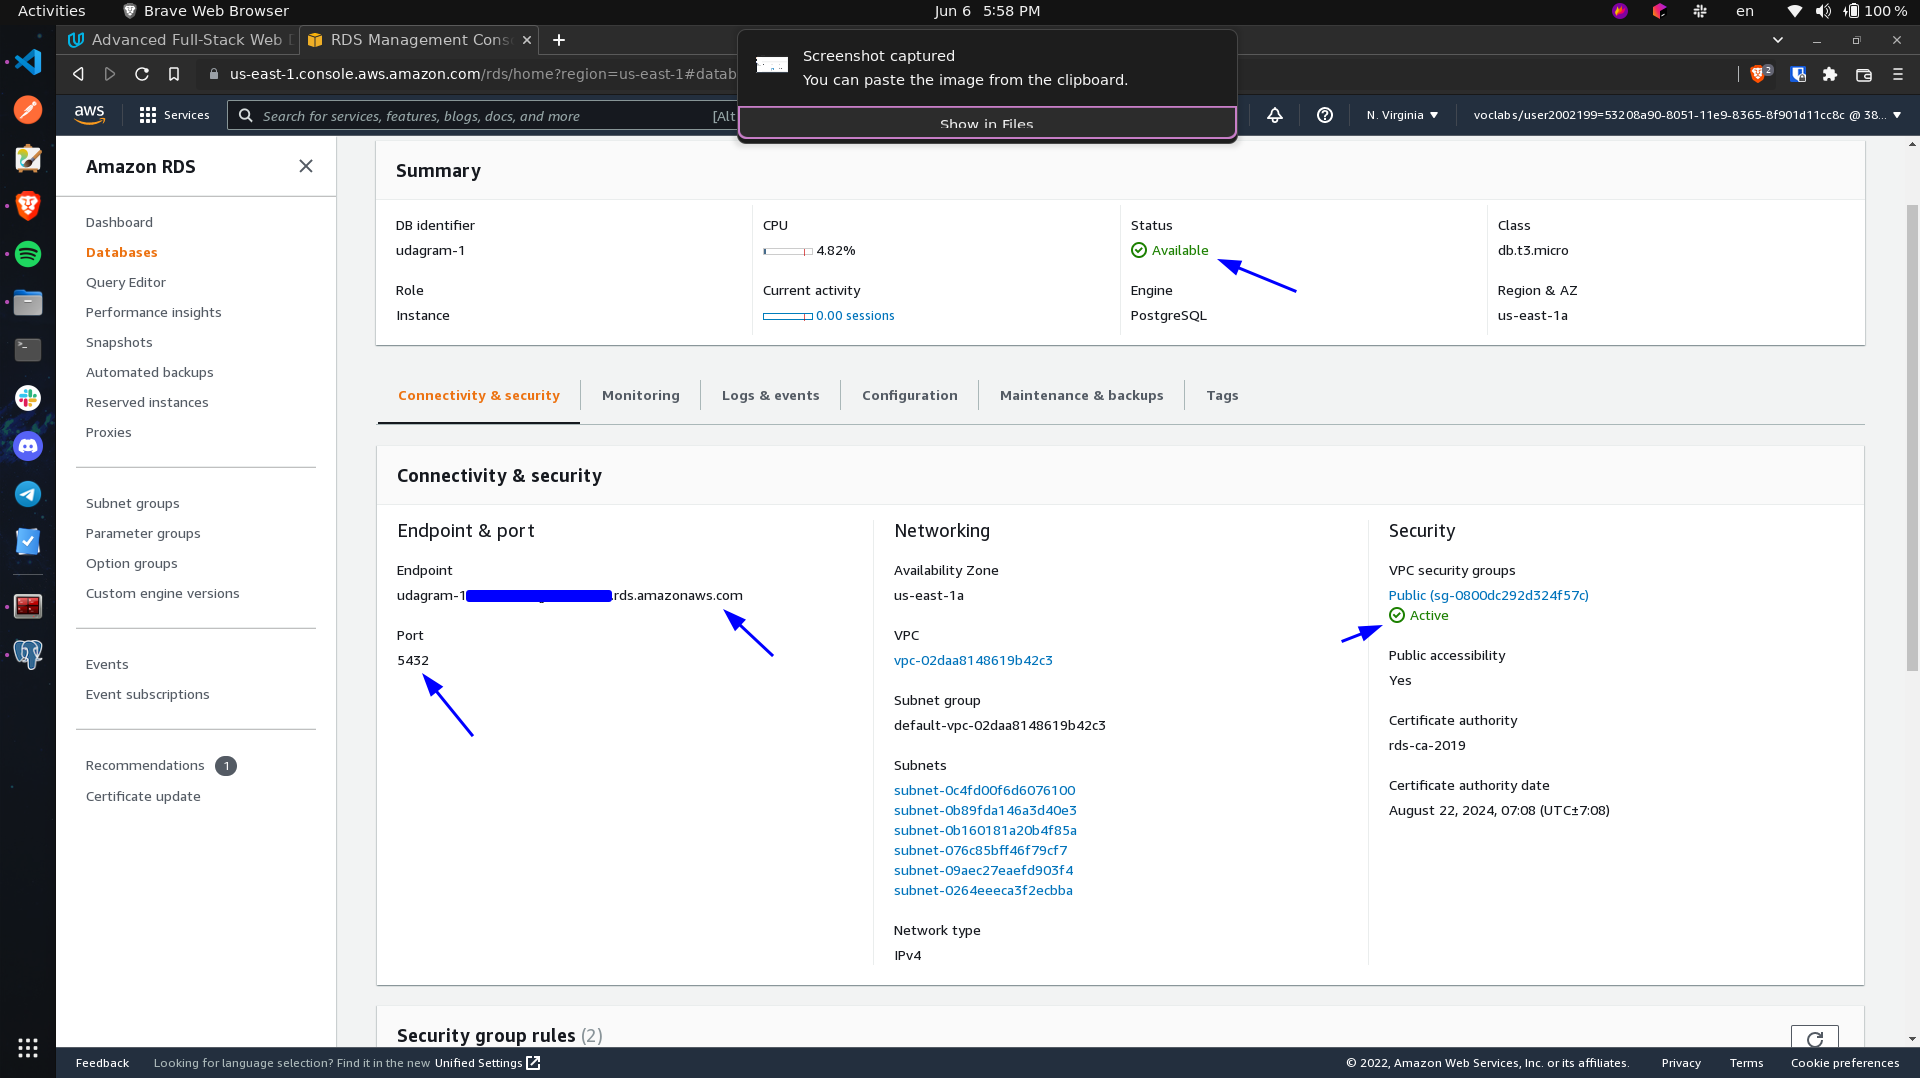 Activities
Brave Web Browser
Jun 6 5:58 PM
en
100 %
Advanced Full-Stack Web
RDS Management Cons
us-east-1.console.aws.amazon.com/rds/home?region=us-east-1#datab
2
Screenshot captured
You can paste the image from the clipboard.
Show in Files
aws
Services
Search for services, features, blogs, docs, and more
[Alt
N. Virginia
voclabs/user2002199=53208a90-8051-11e9-8365-8f901d11cc8c @ 38...
Amazon RDS
Dashboard
Databases
Query Editor
Performance insights
Snapshots
Automated backups
Reserved instances
Proxies
Subnet groups
Parameter groups
Option groups
Custom engine versions
Events
Event subscriptions
Recommendations 1
Certificate update
Summary
DB identifier
udagram-1
CPU
4.82%
Status
Available
Class
db.t3.micro
Role
Instance
Current activity
0.00 sessions
Engine
PostgreSQL
Region & AZ
us-east-1a
Connectivity & security
Monitoring
Logs & events
Configuration
Maintenance & backups
Tags
Connectivity & security
Endpoint & port
Endpoint
udagram-1 .rds.amazonaws.com
Port
5432
Networking
Availability Zone
us-east-1a
VPC
vpc-02daa8148619b42c3
Subnet group
default-vpc-02daa8148619b42c3
Subnets
subnet-0c4fd00f6d6076100
subnet-0b89fda146a3d40e3
subnet-0b160181a20b4f85a
subnet-076c85bff46f79cf7
subnet-09aec27eaefd903f4
subnet-0264eeeca3f2ecbba
Network type
IPv4
Security
VPC security groups
Public (sg-0800dc292d324f57c)
Active
Public accessibility
Yes
Certificate authority
rds-ca-2019
Certificate authority date
August 22, 2024, 07:08 (UTC±7:08)
Security group rules (2)
Feedback
Looking for language selection? Find it in the new Unified Settings
© 2022, Amazon Web Services, Inc. or its affiliates.
Privacy
Terms
Cookie preferences